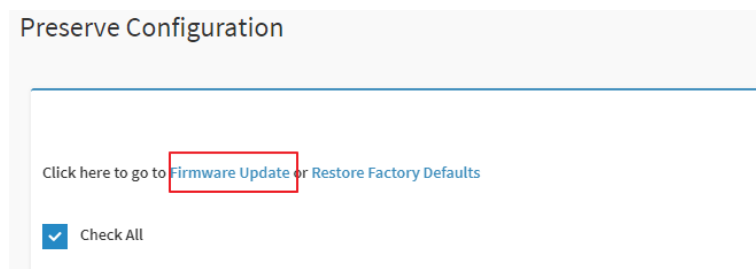 Preserve Configuration
Click here to go to Firmware Update or Restore Factory Defaults
Check All